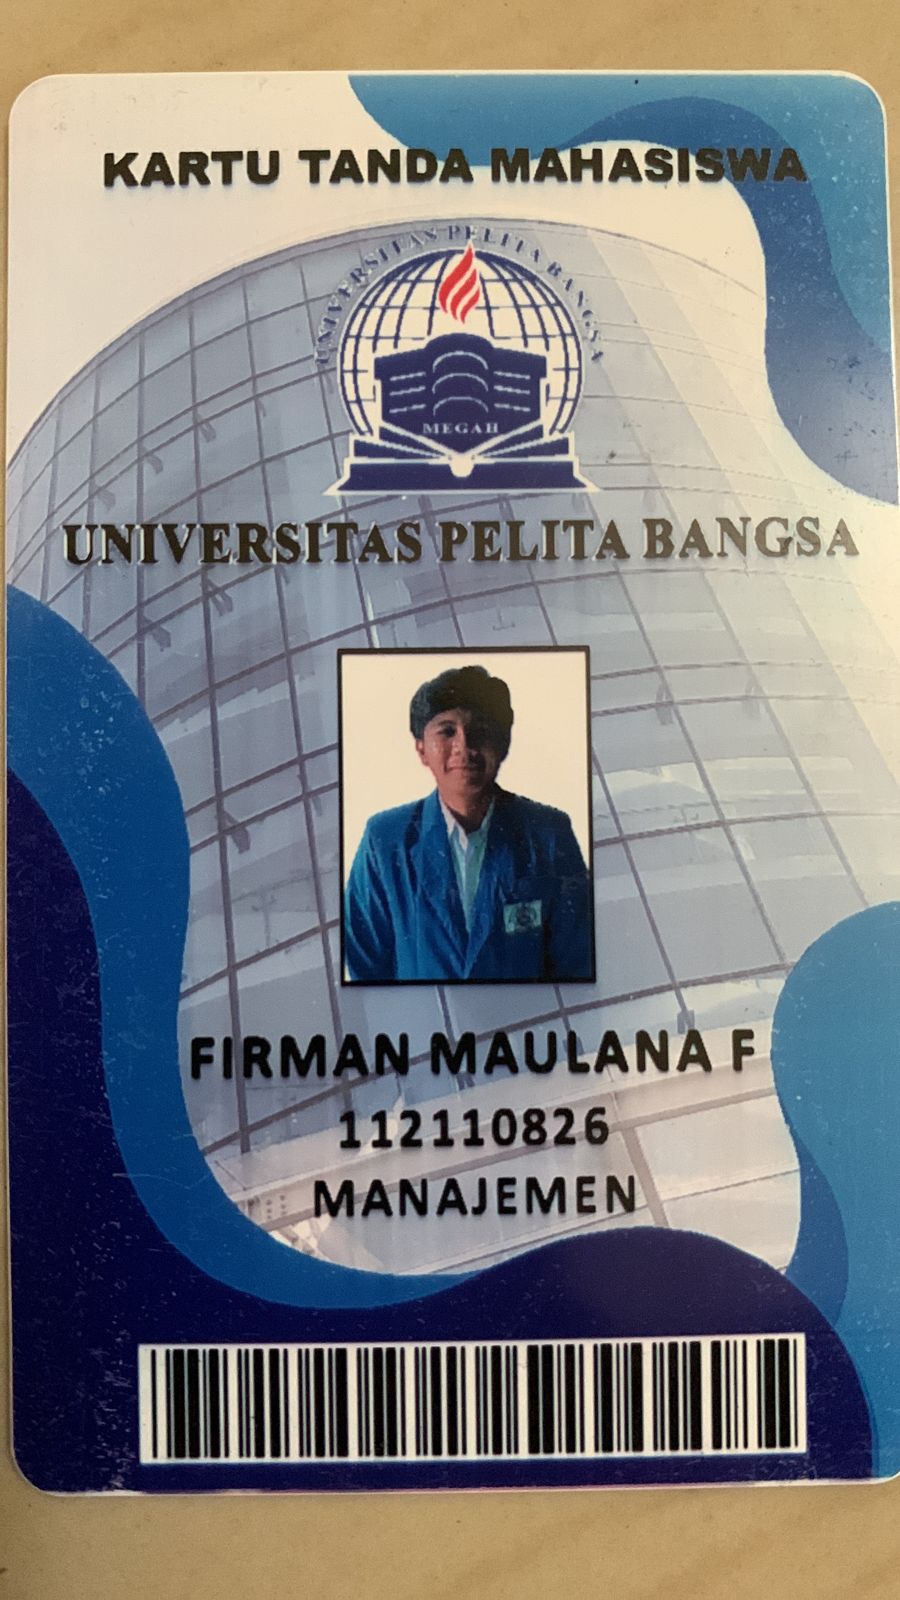 KARTU TANDA MAHASISWA
UNIVERSITAS PELITA BANGSA
MEGAH
UNIVERSITAS PELITA BANGSA
FIRMAN MAULANA F
112110826
MANAJEMEN